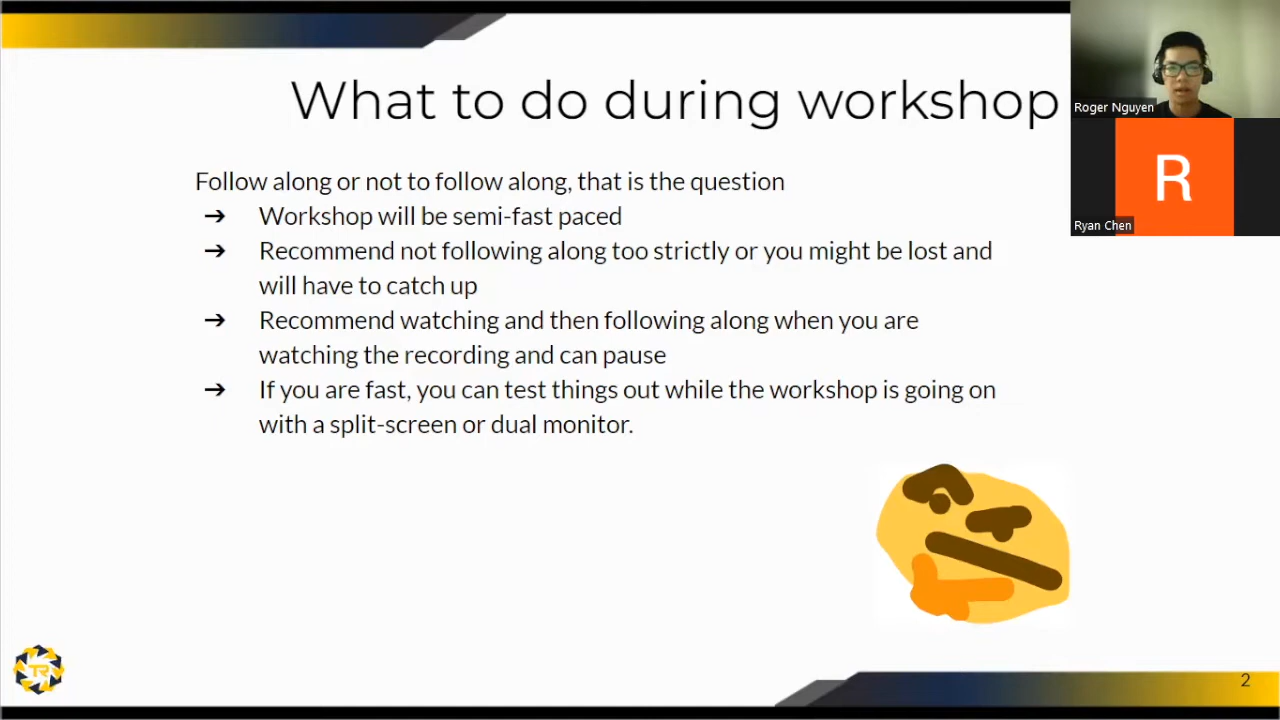 What to do during workshop
Roger Nguyen
R
Ryan Chen
Follow along or not to follow along, that is the question
➔ Workshop will be semi-fast paced
➔ Recommend not following along too strictly or you might be lost and
will have to catch up
➔ Recommend watching and then following along when you are
watching the recording and can pause
➔ If you are fast, you can test things out while the workshop is going on
with a split-screen or dual monitor.
TR
2